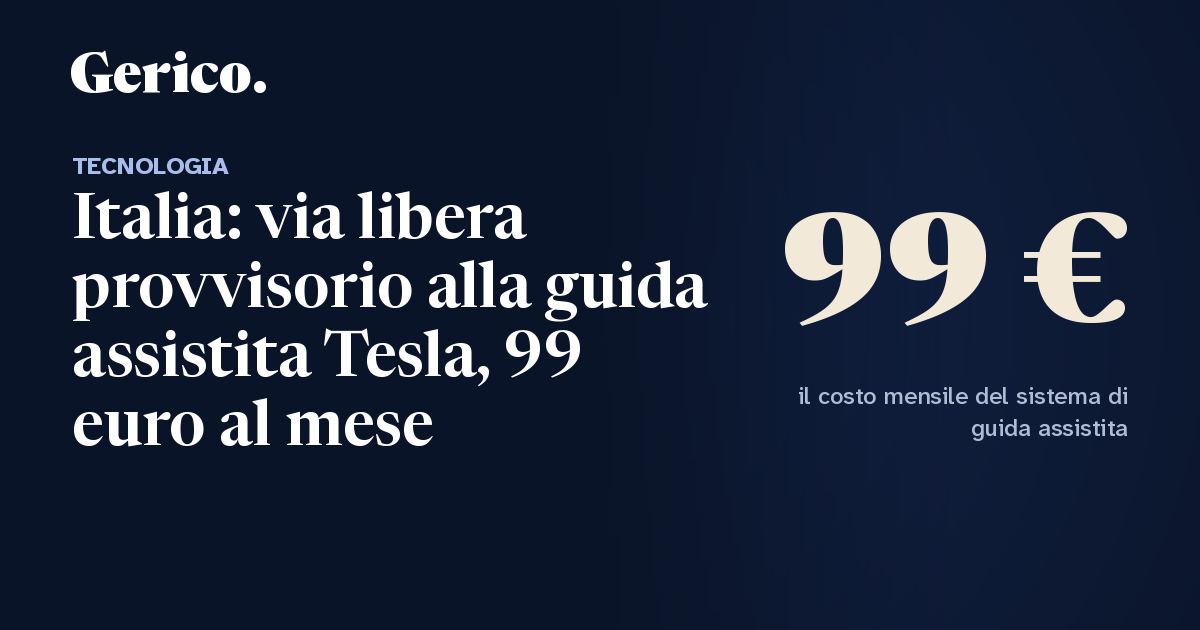 Gerico.
TECNOLOGIA
Italia: via libera
provvisorio alla guida
assistita Tesla, 99
euro al mese
99 €
il costo mensile del sistema di
guida assistita